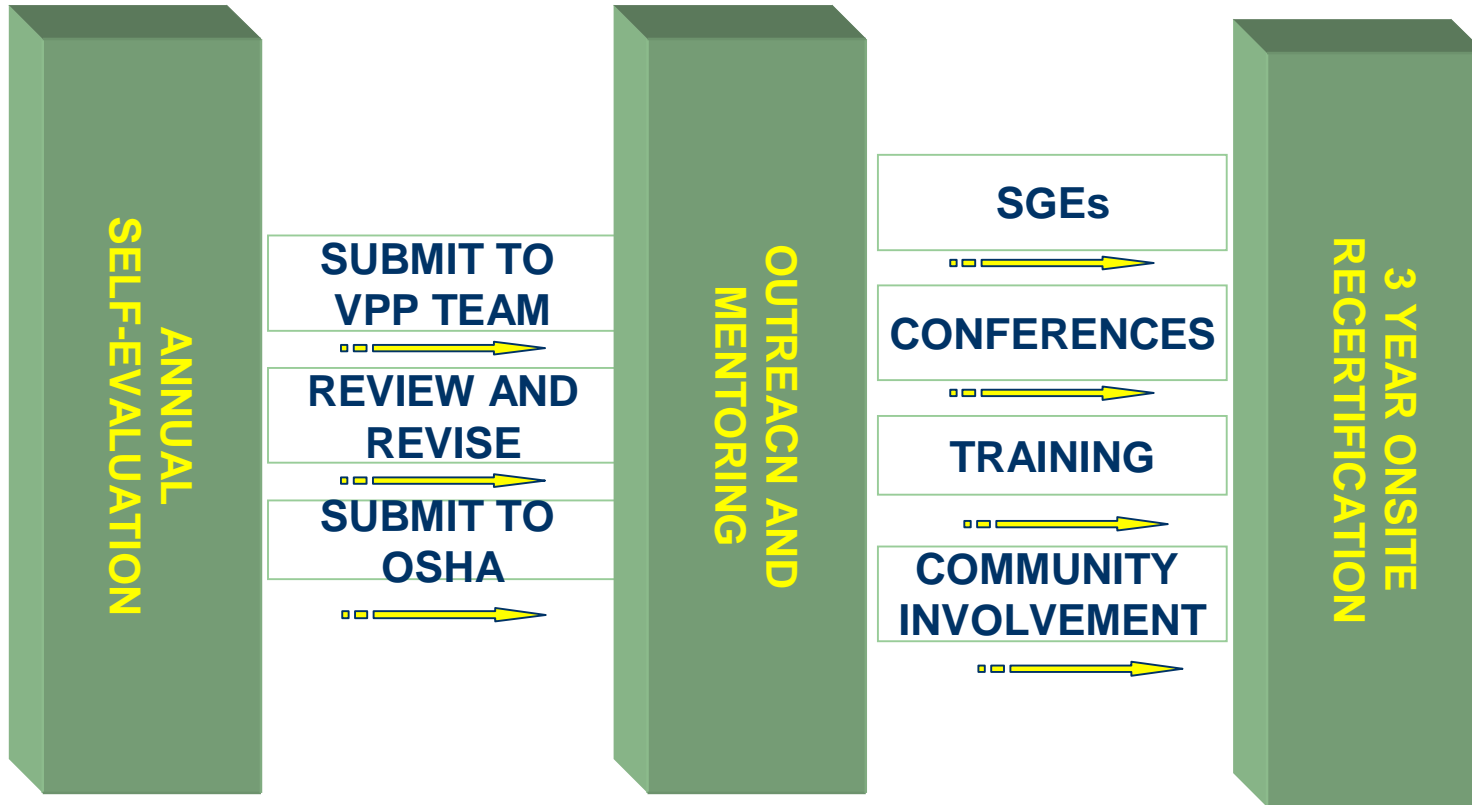 ANNUAL
SELF-EVALUATION
SUBMIT TO
VPP TEAM
REVIEW AND
REVISE
SUBMIT TO
OSHA
OUTREACN AND
MENTORING
SGEs
CONFERENCES
TRAINING
COMMUNITY
INVOLVEMENT
3 YEAR ONSITE
RECERTIFICATION